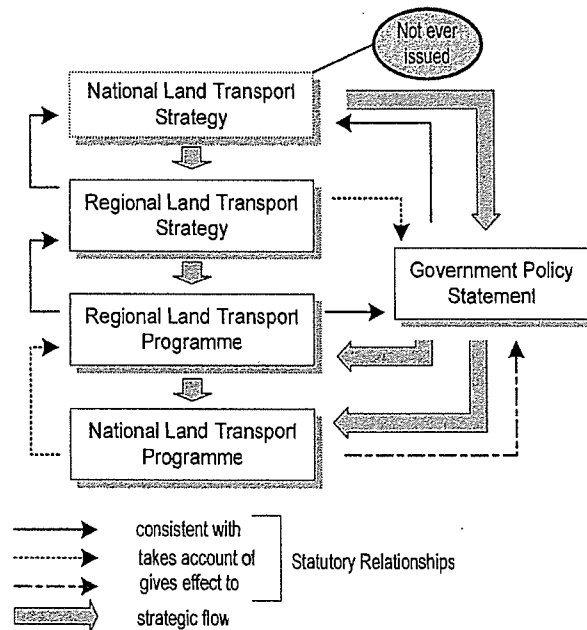 Not ever
issued
National Land Transport
Strategy
Regional Land Transport
Strategy
Government Policy
Statement
Regional Land Transport
Programme
National Land Transport
Programme
consistent with
takes account of
gives effect to
Statutory Relationships
strategic flow